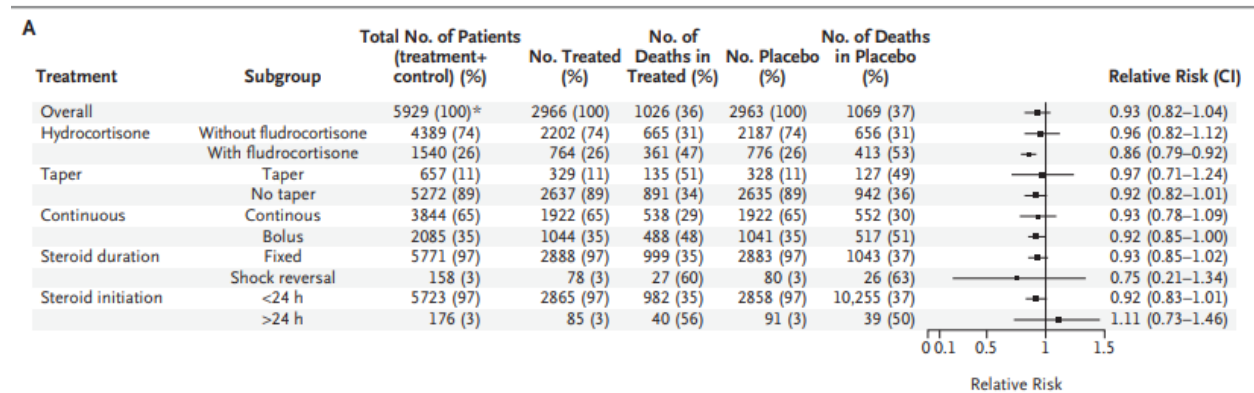 A
Treatment Subgroup Total No. of Patients (treatment+ control) (%) No. Treated (%) No. of Deaths in Treated (%) No. Placebo (%) No. of Deaths in Placebo (%) Relative Risk (CI)
Overall 5929 (100)* 2966 (100) 1026 (36) 2963 (100) 1069 (37) 0.93 (0.82–1.04)
Hydrocortisone Without fludrocortisone 4389 (74) 2202 (74) 665 (31) 2187 (74) 656 (31) 0.96 (0.82–1.12)
With fludrocortisone 1540 (26) 764 (26) 361 (47) 776 (26) 413 (53) 0.86 (0.79–0.92)
Taper Taper 657 (11) 329 (11) 135 (51) 328 (11) 127 (49) 0.97 (0.71–1.24)
No taper 5272 (89) 2637 (89) 891 (34) 2635 (89) 942 (36) 0.92 (0.82–1.01)
Continuous Continous 3844 (65) 1922 (65) 538 (29) 1922 (65) 552 (30) 0.93 (0.78–1.09)
Bolus 2085 (35) 1044 (35) 488 (48) 1041 (35) 517 (51) 0.92 (0.85–1.00)
Steroid duration Fixed 5771 (97) 2888 (97) 999 (35) 2883 (97) 1043 (37) 0.93 (0.85–1.02)
Shock reversal 158 (3) 78 (3) 27 (60) 80 (3) 26 (63) 0.75 (0.21–1.34)
Steroid initiation <24 h 5723 (97) 2865 (97) 982 (35) 2858 (97) 10,255 (37) 0.92 (0.83–1.01)
>24 h 176 (3) 85 (3) 40 (56) 91 (3) 39 (50) 1.11 (0.73–1.46)
0 0.1 0.5 1 1.5
Relative Risk